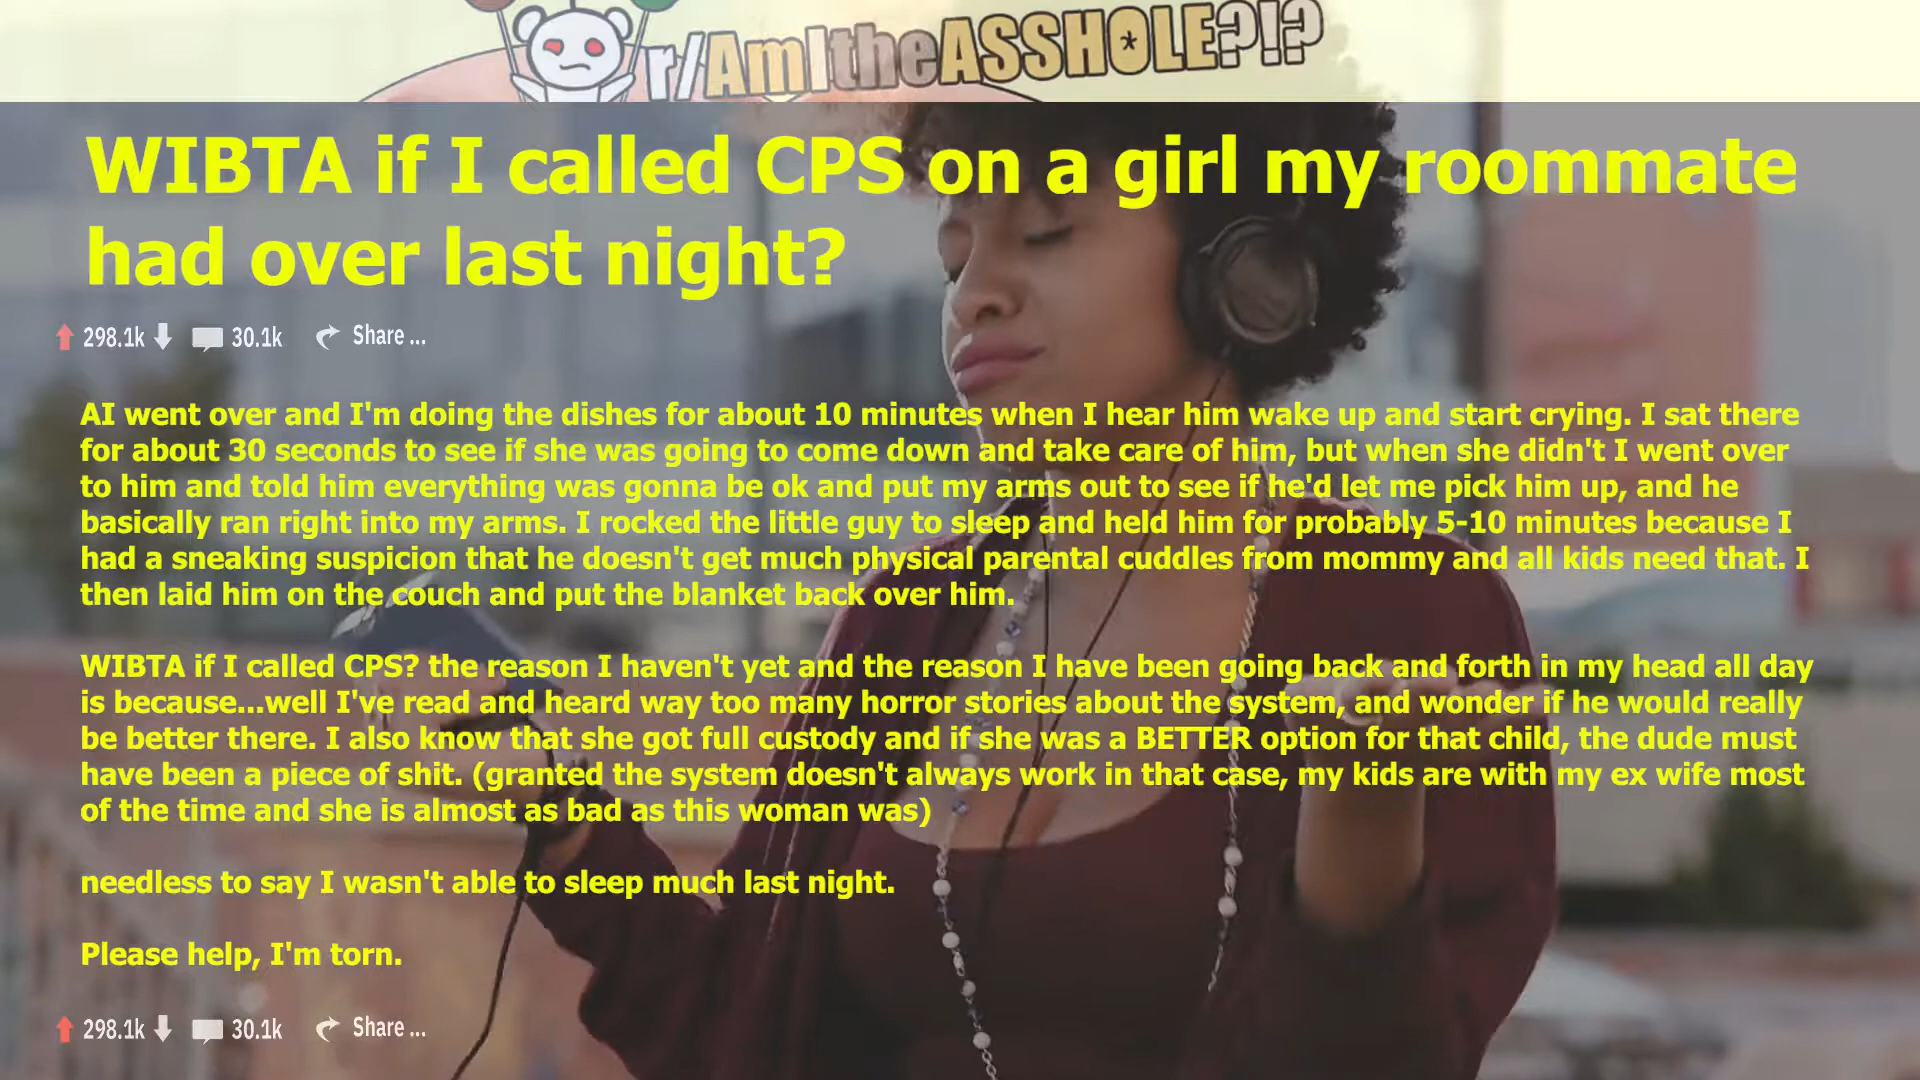 r/AmItheASSH*LE?!?
WIBTA if I called CPS on a girl my roommate
had over last night?
298.1k 30.1k Share ...
AI went over and I'm doing the dishes for about 10 minutes when I hear him wake up and start crying. I sat there
for about 30 seconds to see if she was going to come down and take care of him, but when she didn't I went over
to him and told him everything was gonna be ok and put my arms out to see if he'd let me pick him up, and he
basically ran right into my arms. I rocked the little guy to sleep and held him for probably 5-10 minutes because I
had a sneaking suspicion that he doesn't get much physical parental cuddles from mommy and all kids need that. I
then laid him on the couch and put the blanket back over him.
WIBTA if I called CPS? the reason I haven't yet and the reason I have been going back and forth in my head all day
is because...well I've read and heard way too many horror stories about the system, and wonder if he would really
be better there. I also know that she got full custody and if she was a BETTER option for that child, the dude must
have been a piece of shit. (granted the system doesn't always work in that case, my kids are with my ex wife most
of the time and she is almost as bad as this woman was)
needless to say I wasn't able to sleep much last night.
Please help, I'm torn.
298.1k 30.1k Share ...